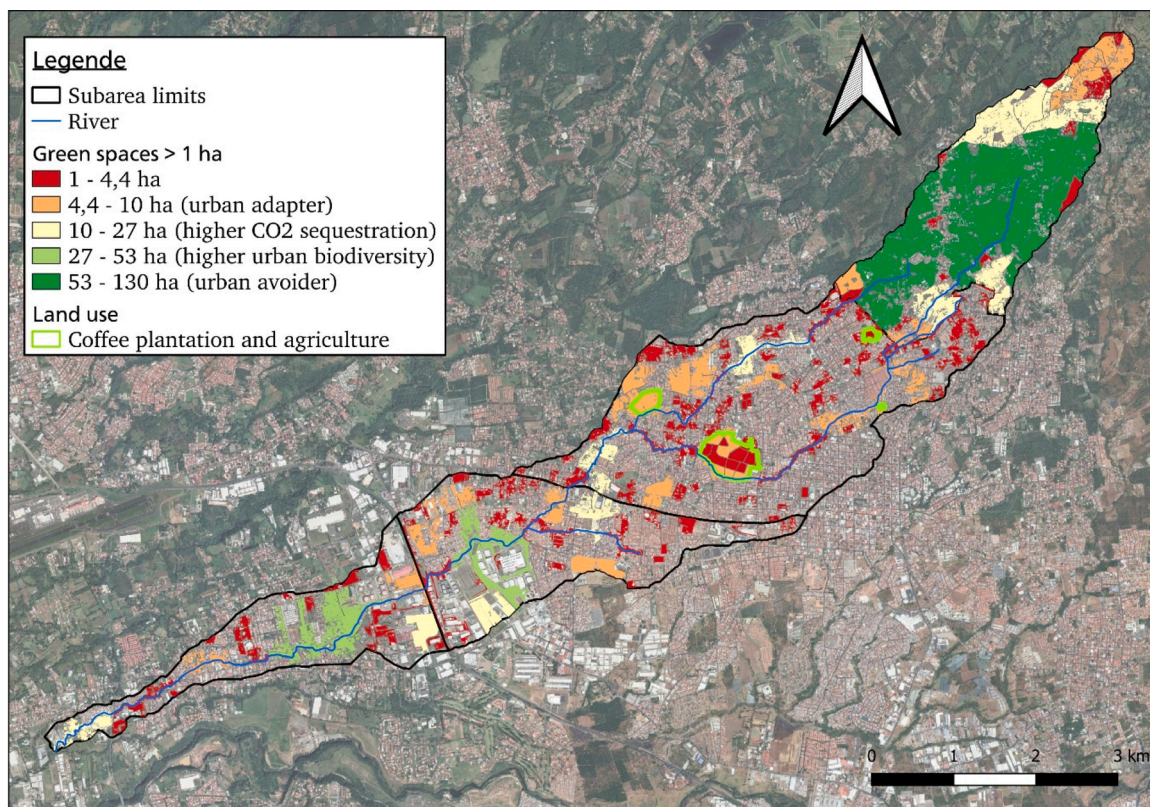 Legende
Subarea limits
River
Green spaces > 1 ha
1 - 4,4 ha
4,4 - 10 ha (urban adapter)
10 - 27 ha (higher CO2 sequestration)
27 - 53 ha (higher urban biodiversity)
53 - 130 ha (urban avoider)
Land use
Coffee plantation and agriculture
0 1 2 3 km